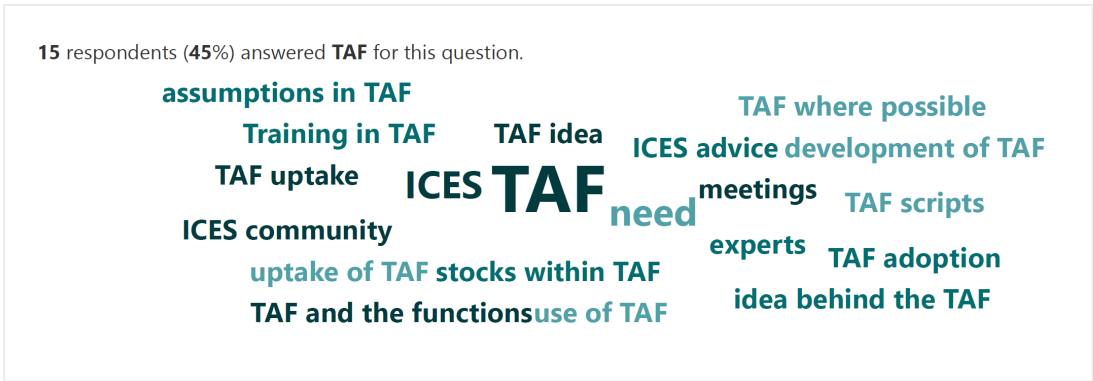 15 respondents (45%) answered TAF for this question.
assumptions in TAF
TAF where possible
Training in TAF
TAF idea
ICES advice
development of TAF
TAF uptake
ICES
TAF
need
meetings
TAF scripts
ICES community
experts
TAF adoption
uptake of TAF
stocks within TAF
idea behind the TAF
TAF and the functions
use of TAF